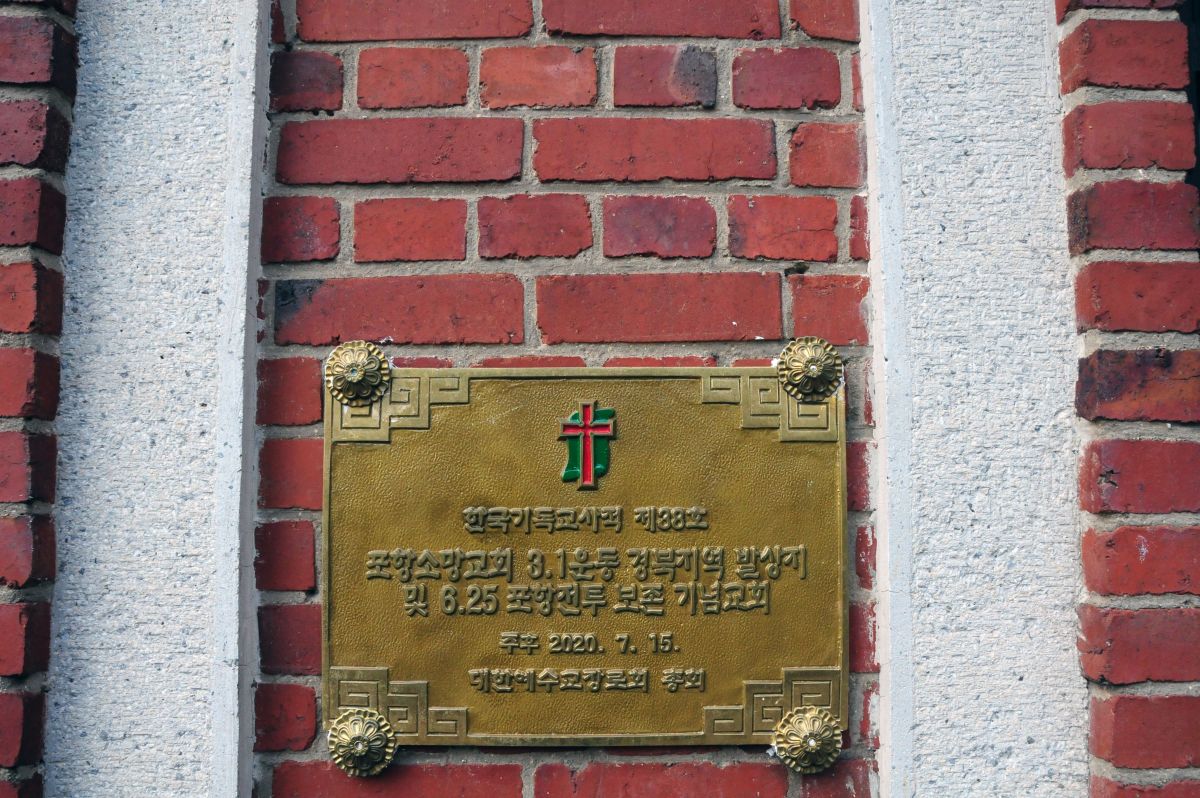 한국기독교사적 제38호
포항소망교회 3.1운동 경북지역 발상지
및 6.25 포항전투 보존 기념교회
주후 2020. 7. 15.
대한예수교장로회 총회